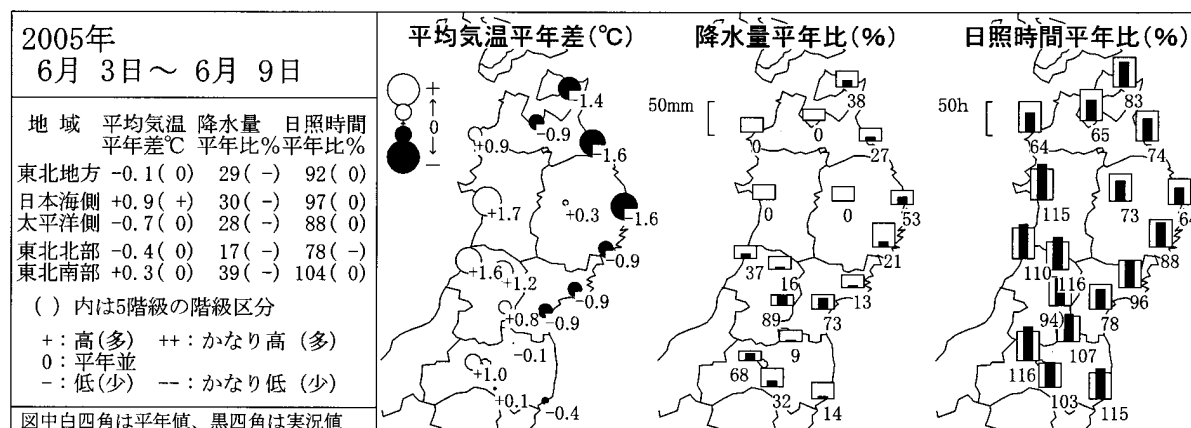 2005年
6月 3日～ 6月 9日
地 域 平均気温 降水量 日照時間
平年差℃ 平年比% 平年比%
東北地方 -0.1( 0) 29( -) 92( 0)
日本海側 +0.9( +) 30( -) 97( 0)
太平洋側 -0.7( 0) 28( -) 88( 0)
東北北部 -0.4( 0) 17( -) 78( -)
東北南部 +0.3( 0) 39( -) 104( 0)
( ) 内は5階級の階級区分
+：高(多) ++：かなり高 (多)
0：平年並
-：低(少) --：かなり低 (少)
図中白四角は平年値、黒四角は実況値
平均気温平年差(℃)
+
↑
0
↓
-
-1.4
-0.9
+0.9
-1.6
+1.7
+0.3
-1.6
-0.9
+1.6
+1.2
-0.9
+0.8
-0.9
-0.1
+1.0
+0.1
-0.4
降水量平年比(%)
50mm
38
0
0
27
0
0
53
21
37
16
13
89
73
9
68
32
14
日照時間平年比(%)
50h
83
65
64
74
115
73
64
88
110
116
96
94)
78
107
116
103
115